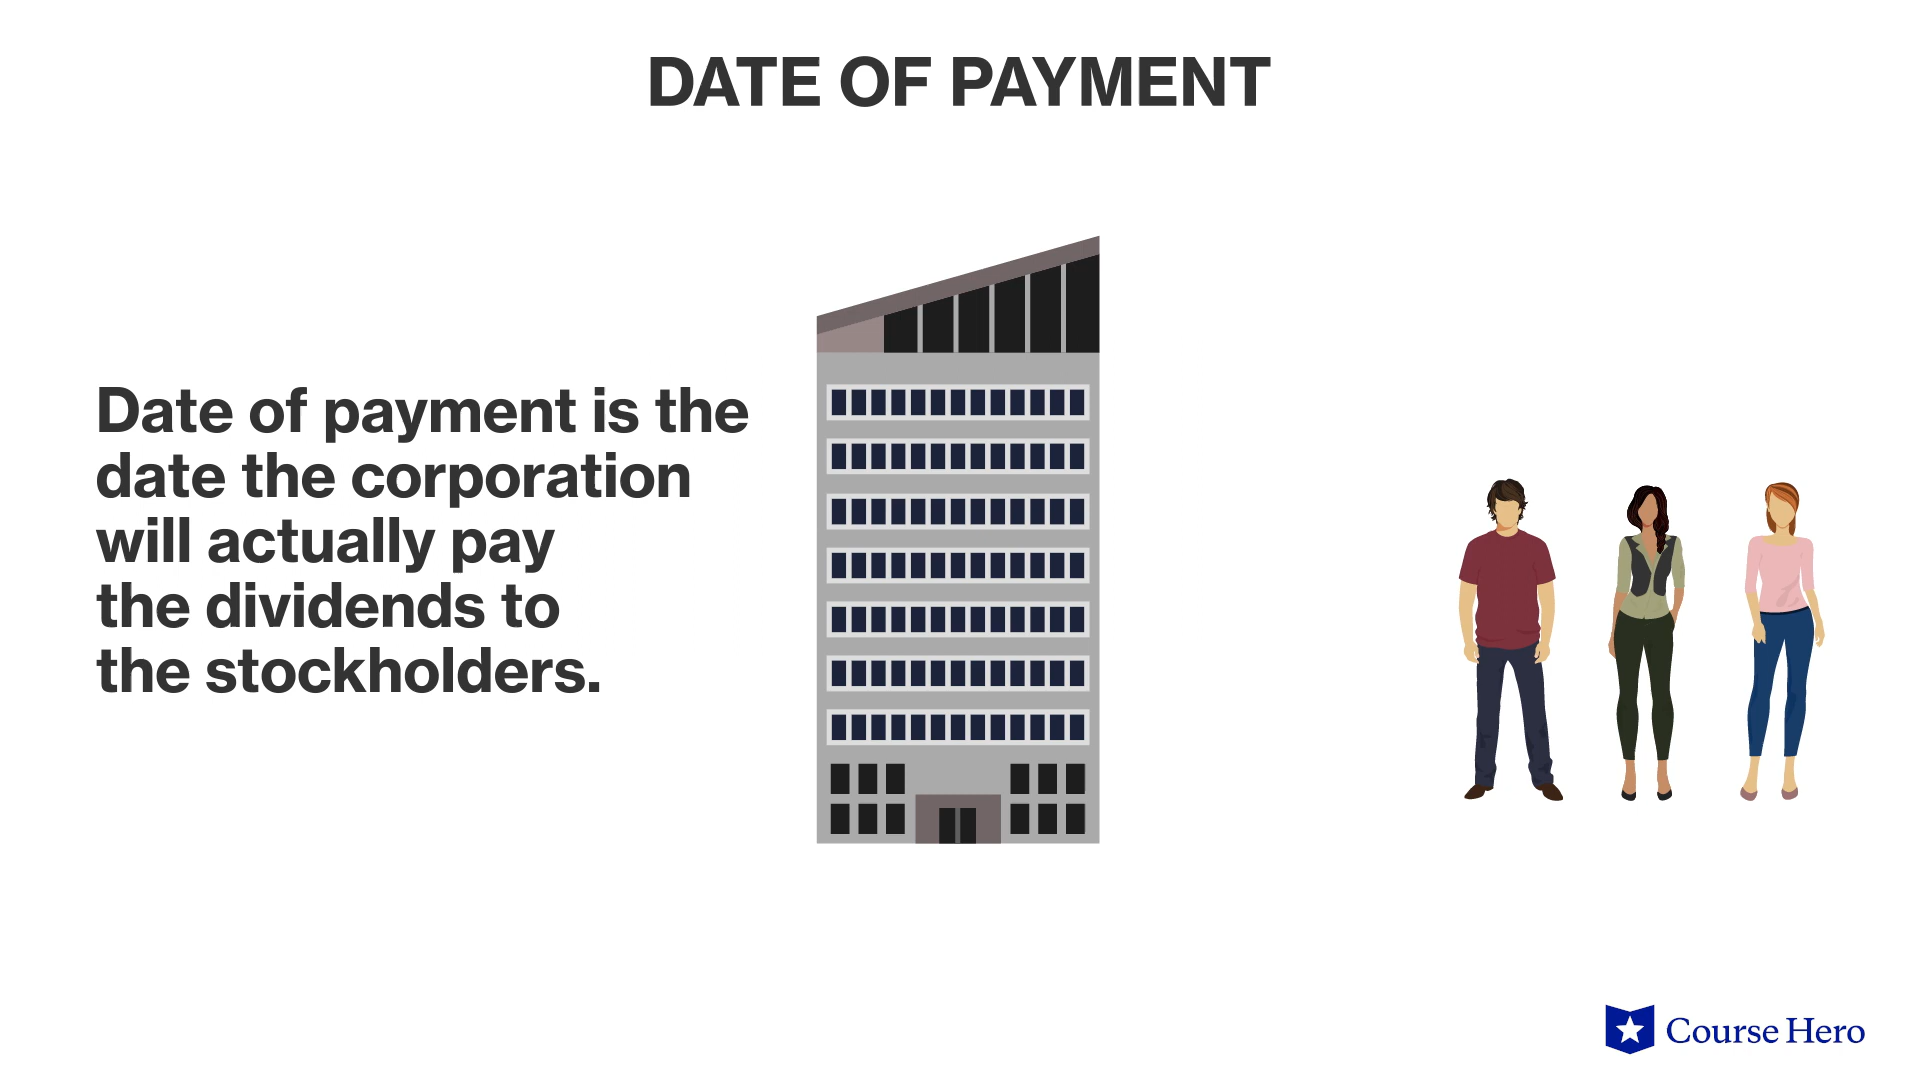 DATE OF PAYMENT
Date of payment is the
date the corporation
will actually pay
the dividends to
the stockholders.
Course Hero